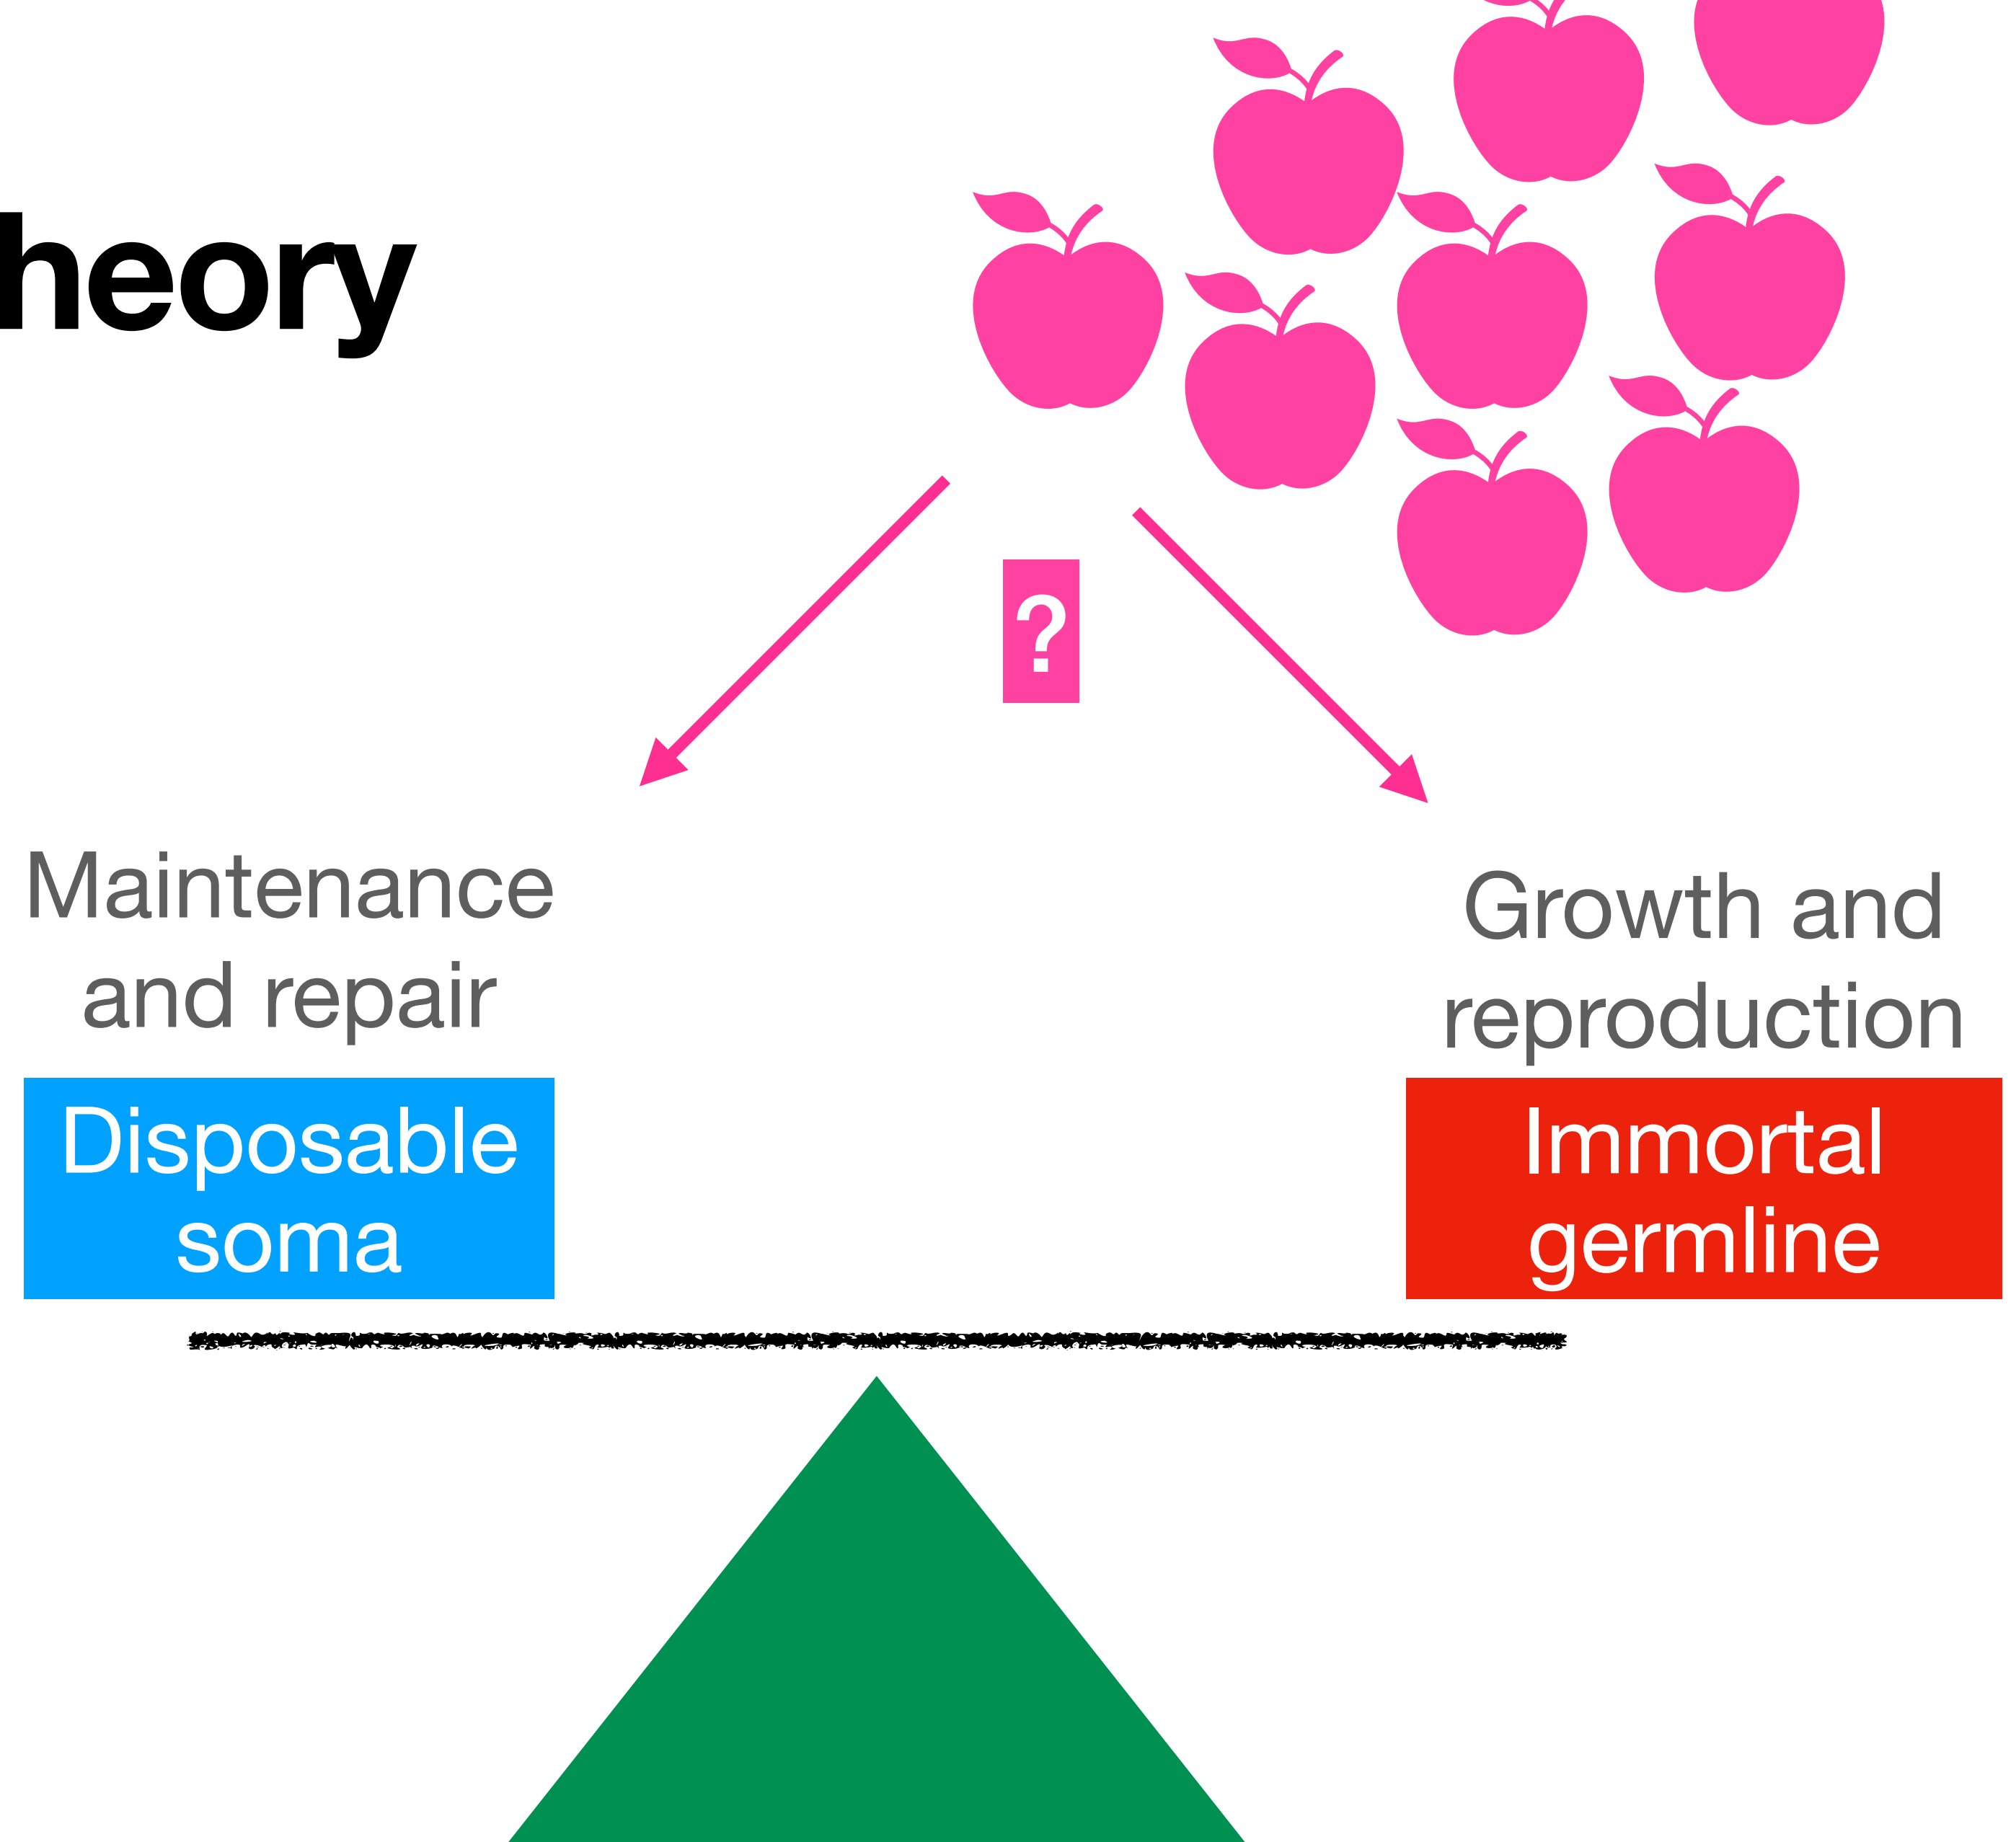 heory
?
Maintenance
and repair
Growth and
reproduction
Disposable
soma
Immortal
germline